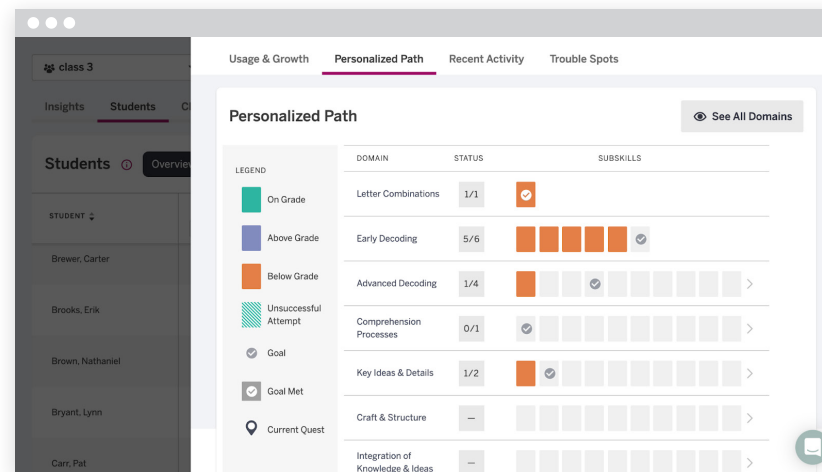 Usage & Growth Personalized Path Recent Activity Trouble Spots
class 3
Insights Students
Personalized Path
See All Domains
Students
STUDENT
Brewer, Carter
Brooks, Erik
Brown, Nathaniel
Bryant, Lynn
Carr, Pat
LEGEND
On Grade
Above Grade
Below Grade
Unsuccessful
Attempt
Goal
Goal Met
Current Quest
DOMAIN STATUS SUBSKILLS
Letter Combinations 1/1
Early Decoding 5/6
Advanced Decoding 1/4
Comprehension
Processes 0/1
Key Ideas & Details 1/2
Craft & Structure –
Integration of
Knowledge & Ideas –